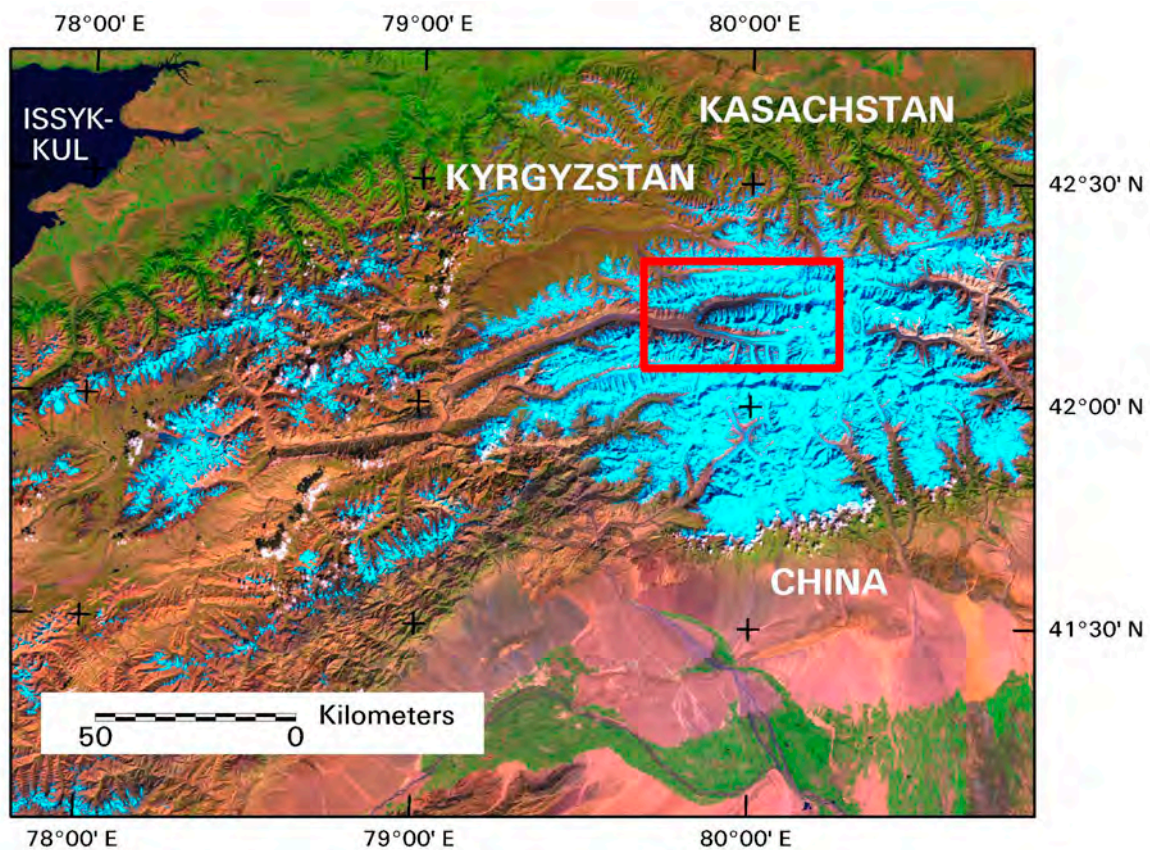 78°00' E
79°00' E
80°00' E
ISSYK-
KUL
KASACHSTAN
KYRGYZSTAN
42°30' N
42°00' N
CHINA
41°30' N
Kilometers
50
0
78°00' E
79°00' E
80°00' E